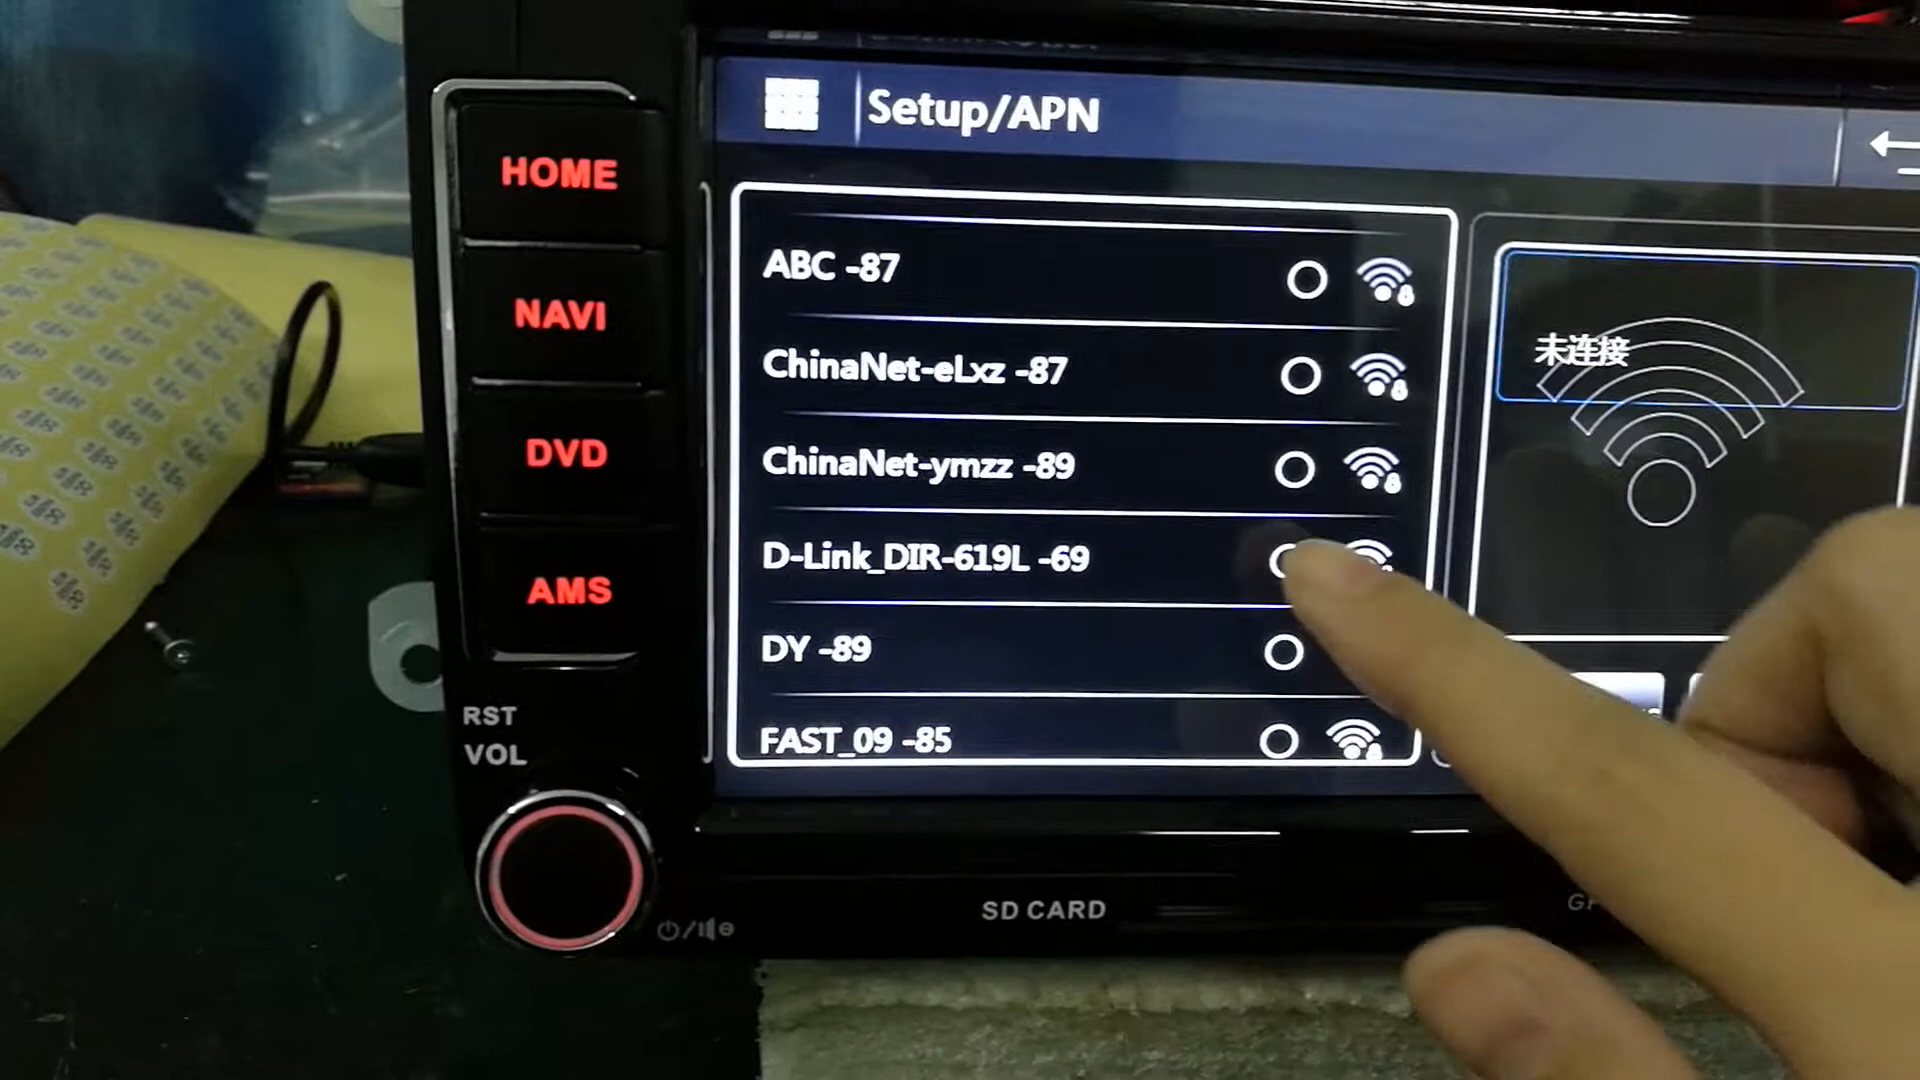 Setup/APN
HOME
NAVI
DVD
AMS
RST
VOL
ABC -87
ChinaNet-eLxz -87
ChinaNet-ymzz -89
D-Link_DIR-619L -69
DY -89
FAST_09 -85
未连接
SD CARD